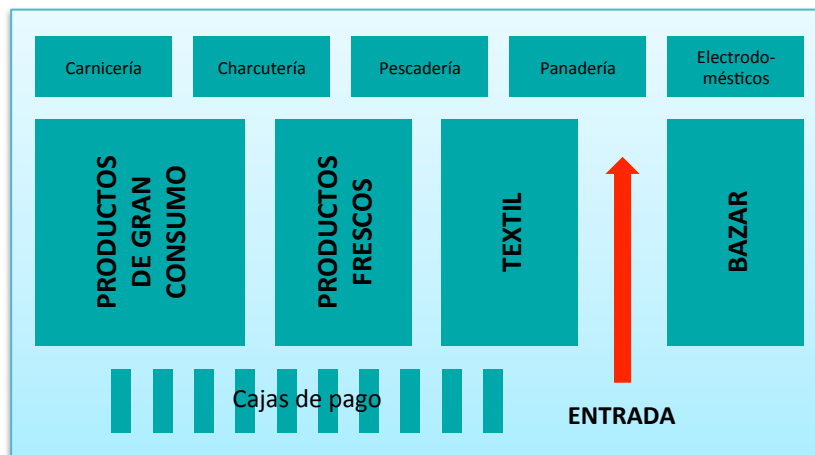 Carnicería
Charcutería
Pescadería
Panadería
Electrodo-
mésticos
PRODUCTOS
DE GRAN
CONSUMO
PRODUCTOS
FRESCOS
TEXTIL
BAZAR
Cajas de pago
ENTRADA